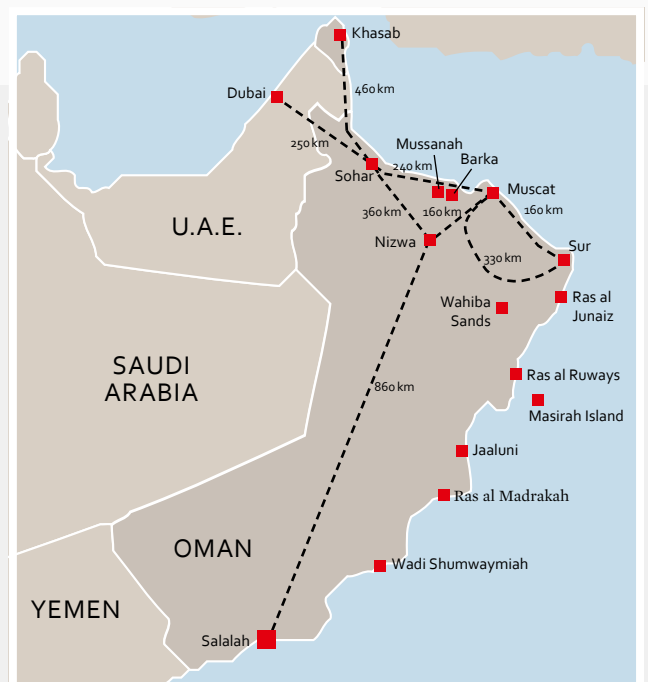 Khasab
460 km
Dubai
250 km
Mussanah
Barka
240 km
Sohar
Muscat
U.A.E.
360 km
160 km
160 km
Nizwa
Sur
330 km
Wahiba
Sands
Ras al
Junaiz
SAUDI
ARABIA
860 km
Ras al Ruways
Masirah Island
Jaaluni
Ras al Madrakah
OMAN
Wadi Shumwaymiah
YEMEN
Salalah